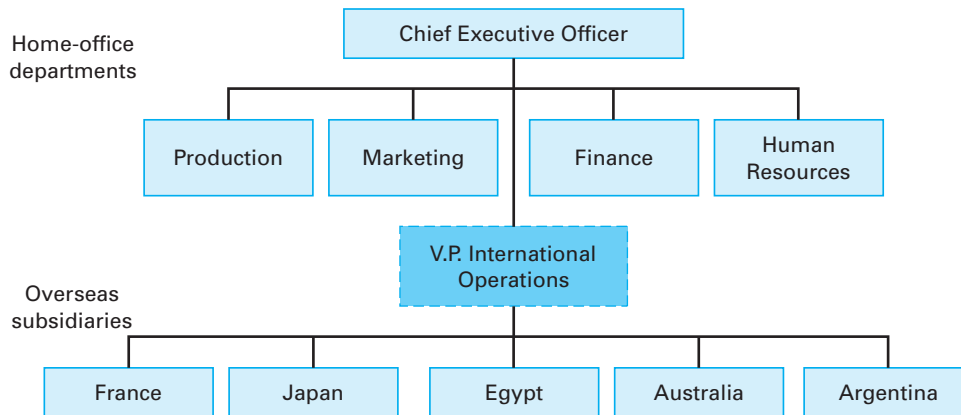 Chief Executive Officer
Home-office
departments
Production
Marketing
Finance
Human
Resources
V.P. International
Operations
Overseas
subsidiaries
France
Japan
Egypt
Australia
Argentina